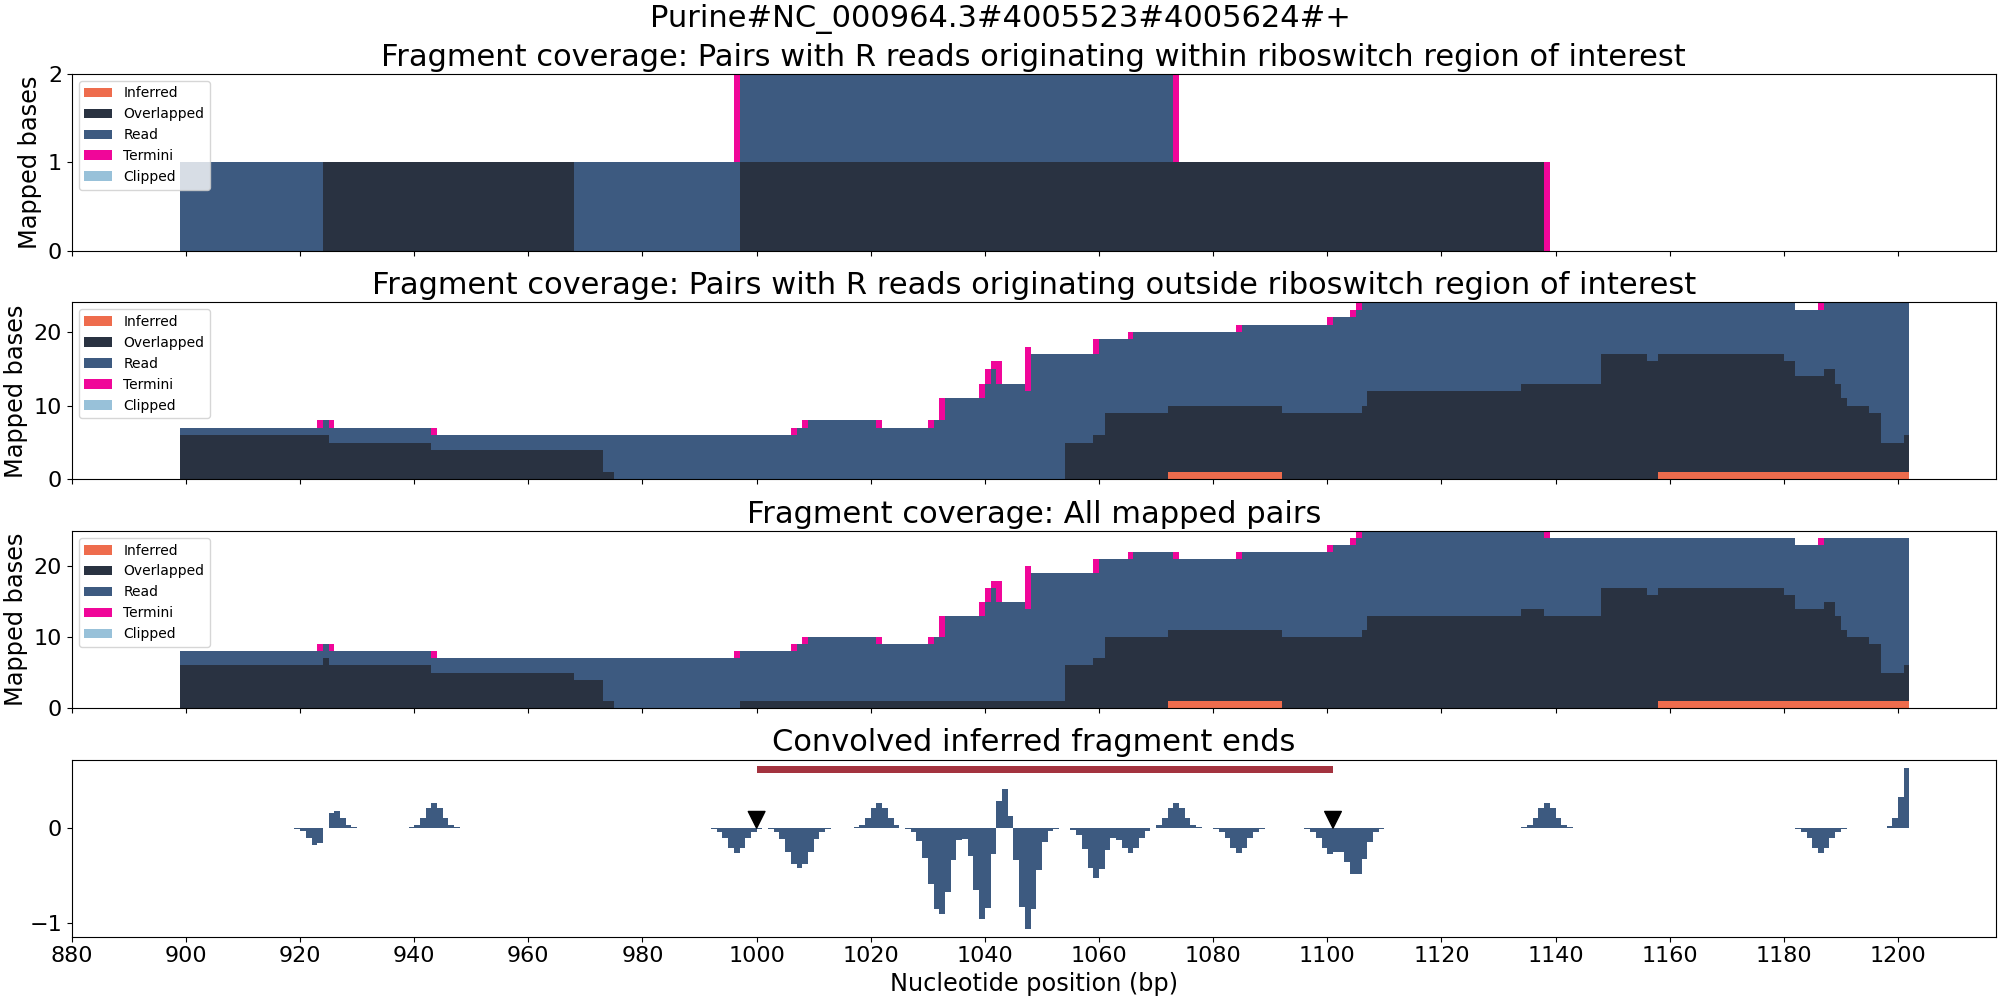 Purine#NC_000964.3#4005523#4005624#+
Fragment coverage: Pairs with R reads originating within riboswitch region of interest
Mapped bases
2
1
0
Inferred
Overlapped
Read
Termini
Clipped
Fragment coverage: Pairs with R reads originating outside riboswitch region of interest
Mapped bases
20
10
0
Inferred
Overlapped
Read
Termini
Clipped
Fragment coverage: All mapped pairs
Mapped bases
20
10
0
Inferred
Overlapped
Read
Termini
Clipped
Convolved inferred fragment ends
0
−1
880 900 920 940 960 980 1000 1020 1040 1060 1080 1100 1120 1140 1160 1180 1200
Nucleotide position (bp)